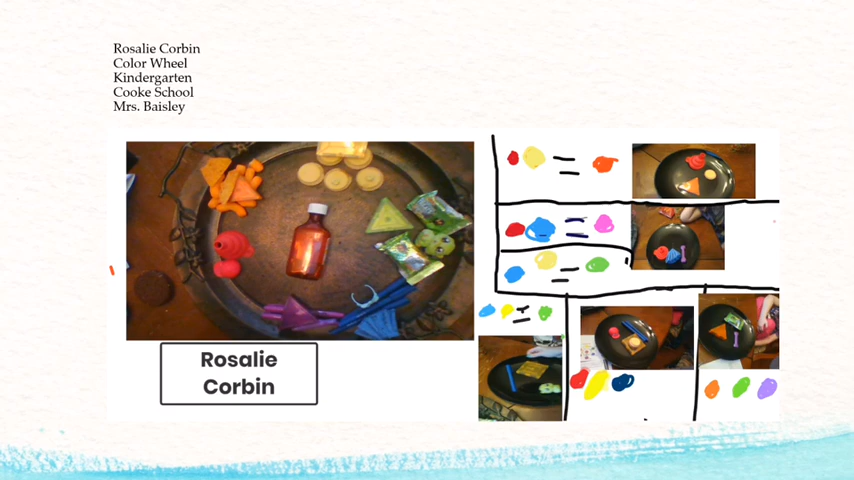 Rosalie Corbin
Color Wheel
Kindergarten
Cooke School
Mrs. Baisley
Rosalie
Corbin